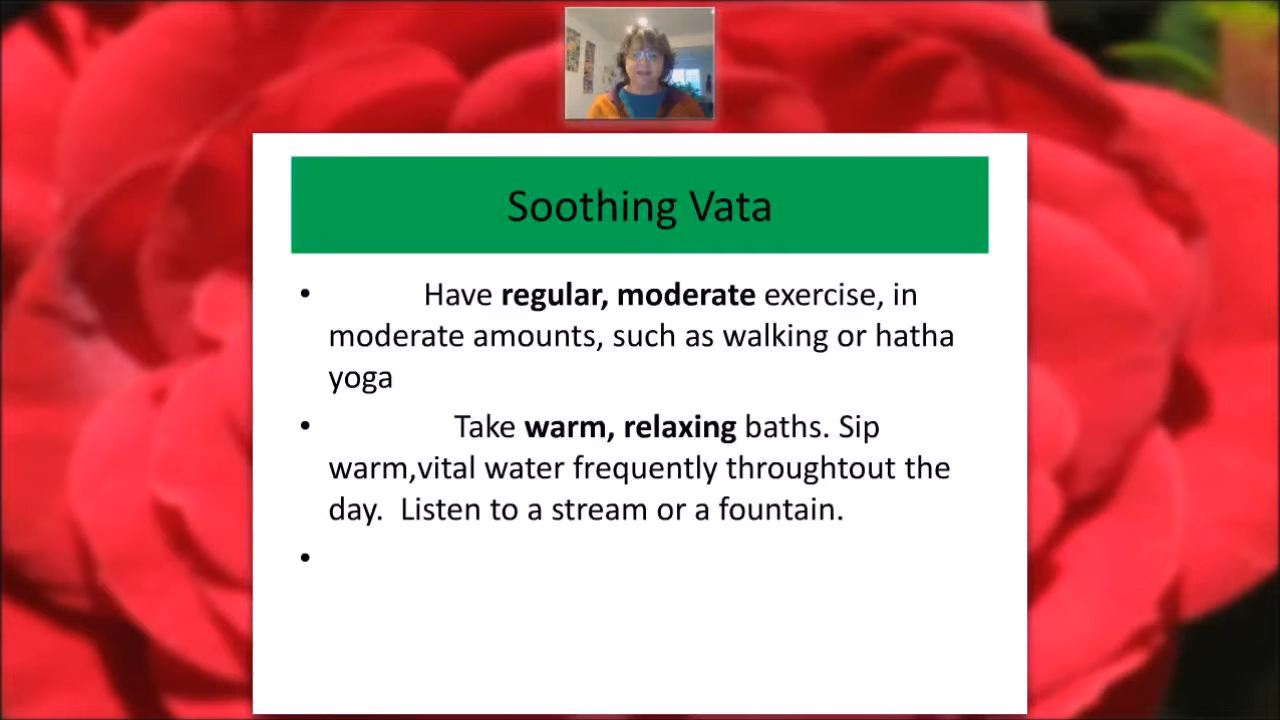 Soothing Vata
• Have regular, moderate exercise, in
moderate amounts, such as walking or hatha
yoga
• Take warm, relaxing baths. Sip
warm,vital water frequently throughtout the
day. Listen to a stream or a fountain.
•